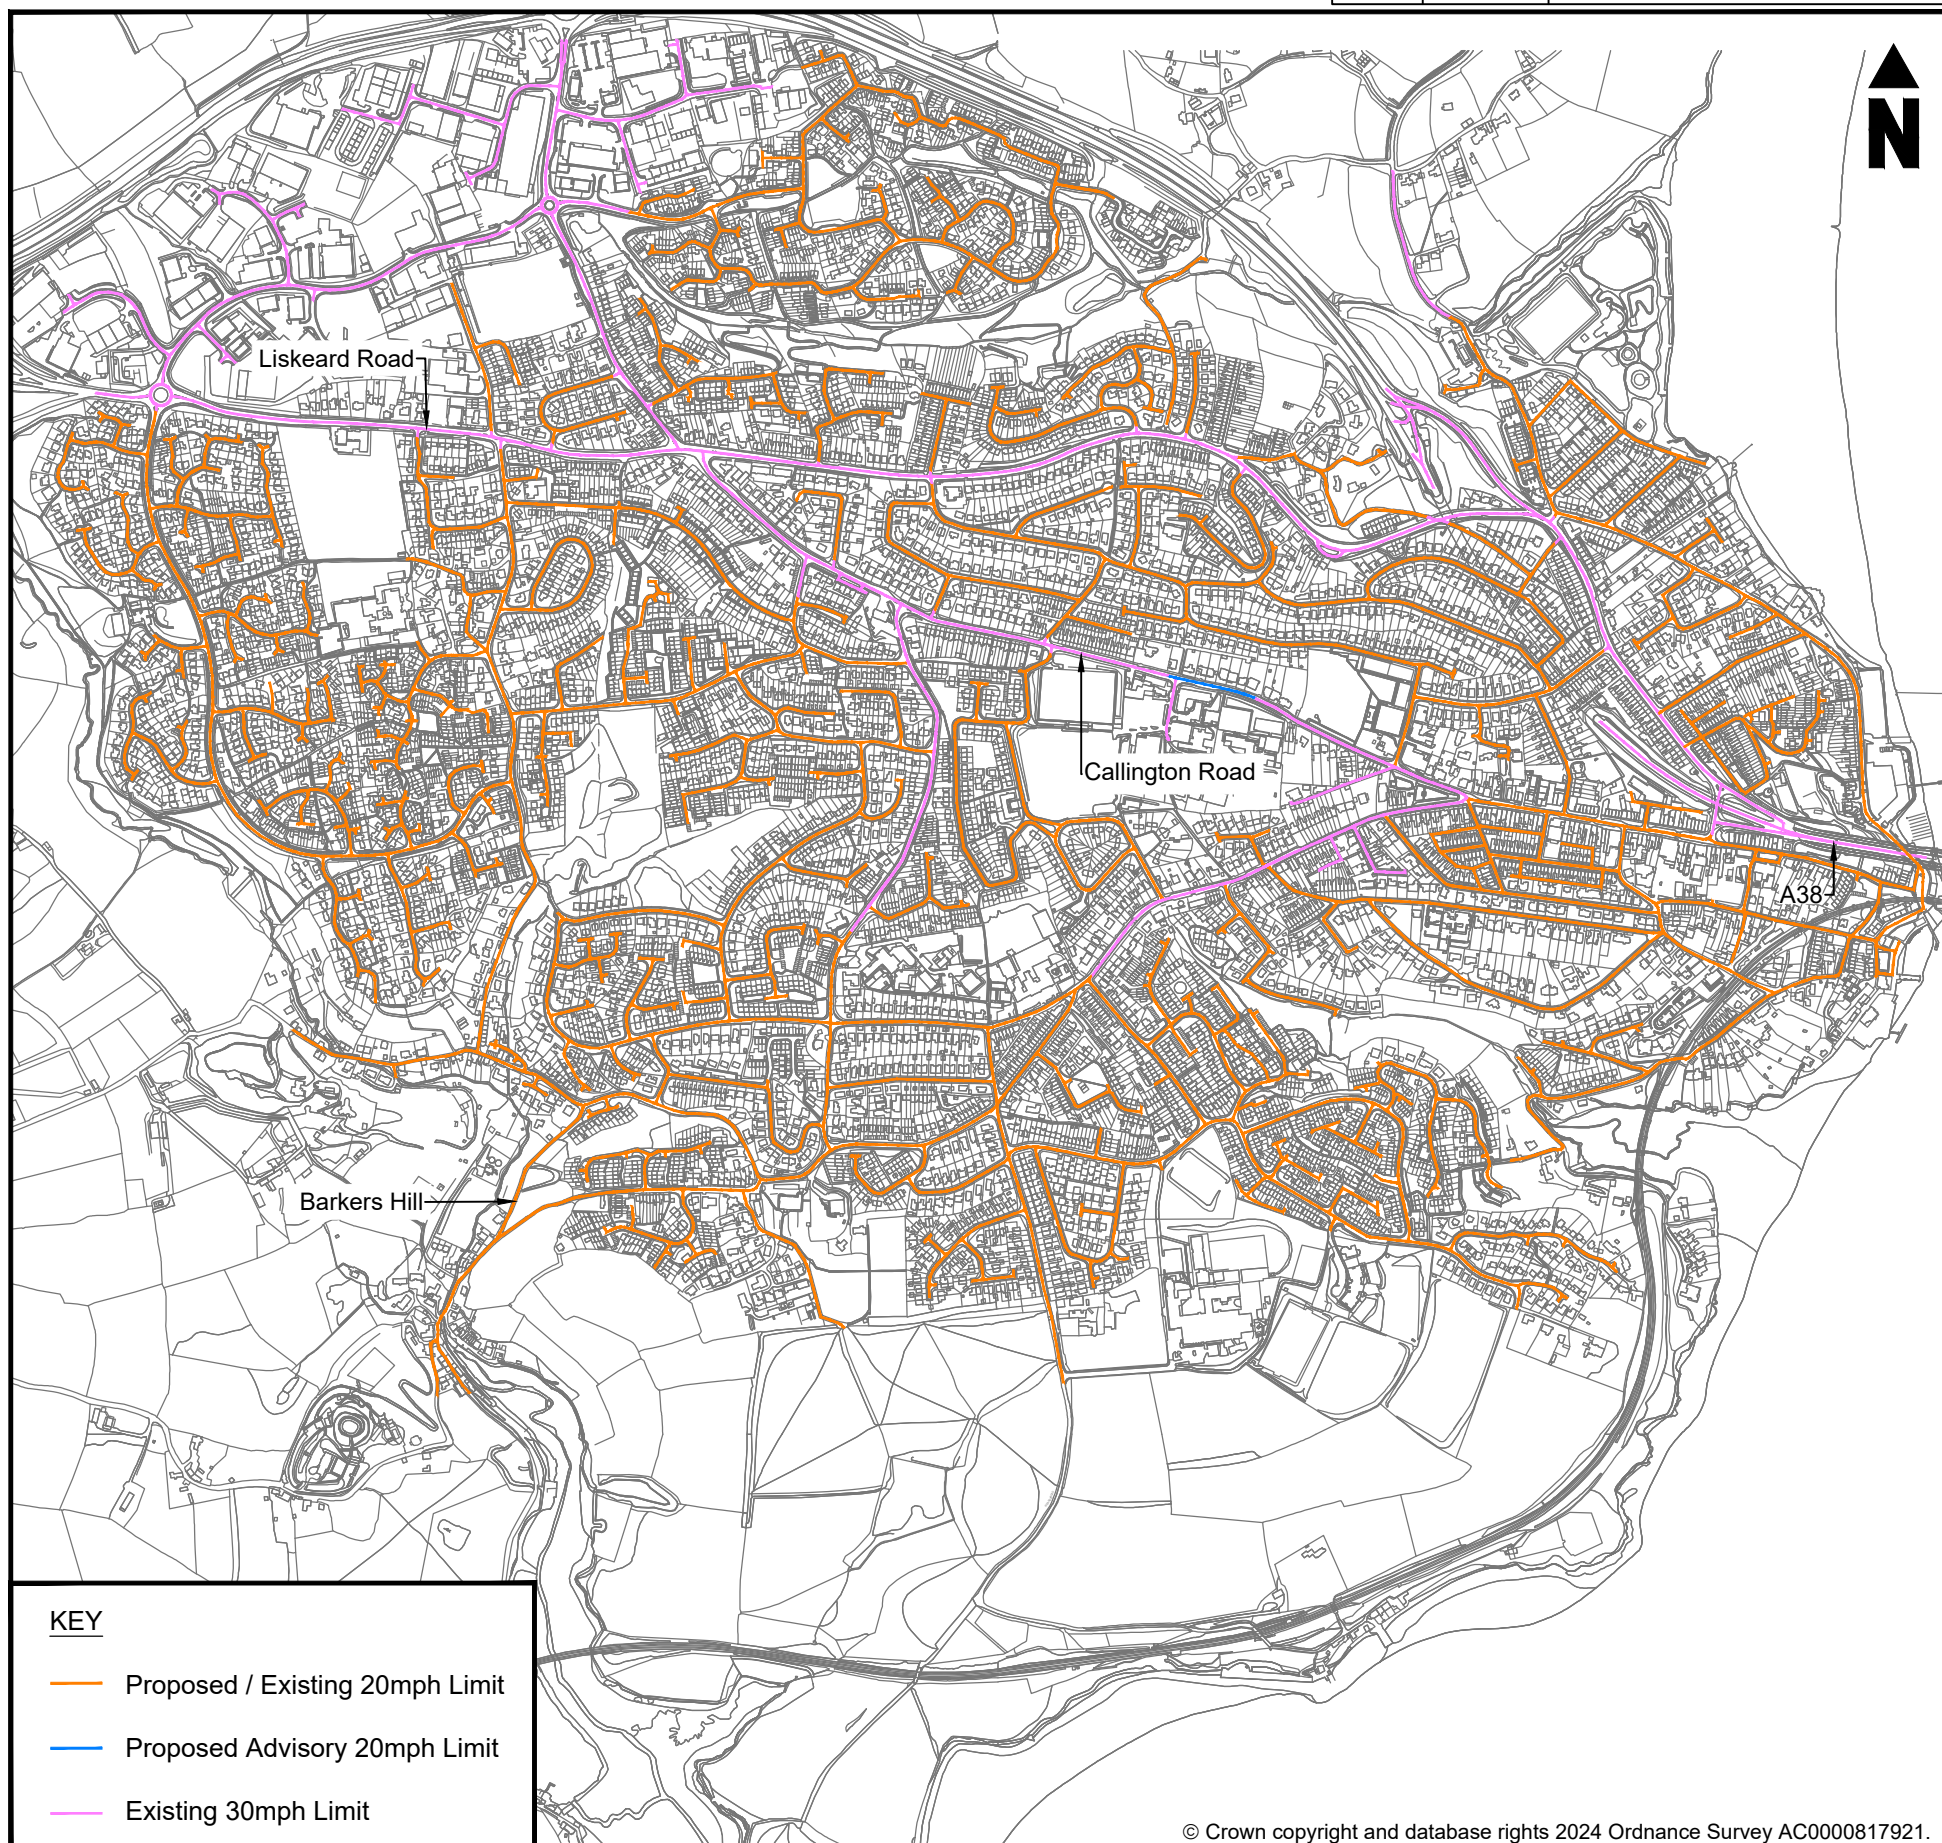 N
Liskeard Road
Callington Road
A38
Barkers Hill
KEY
Proposed / Existing 20mph Limit
Proposed Advisory 20mph Limit
Existing 30mph Limit
© Crown copyright and database rights 2024 Ordnance Survey AC0000817921.